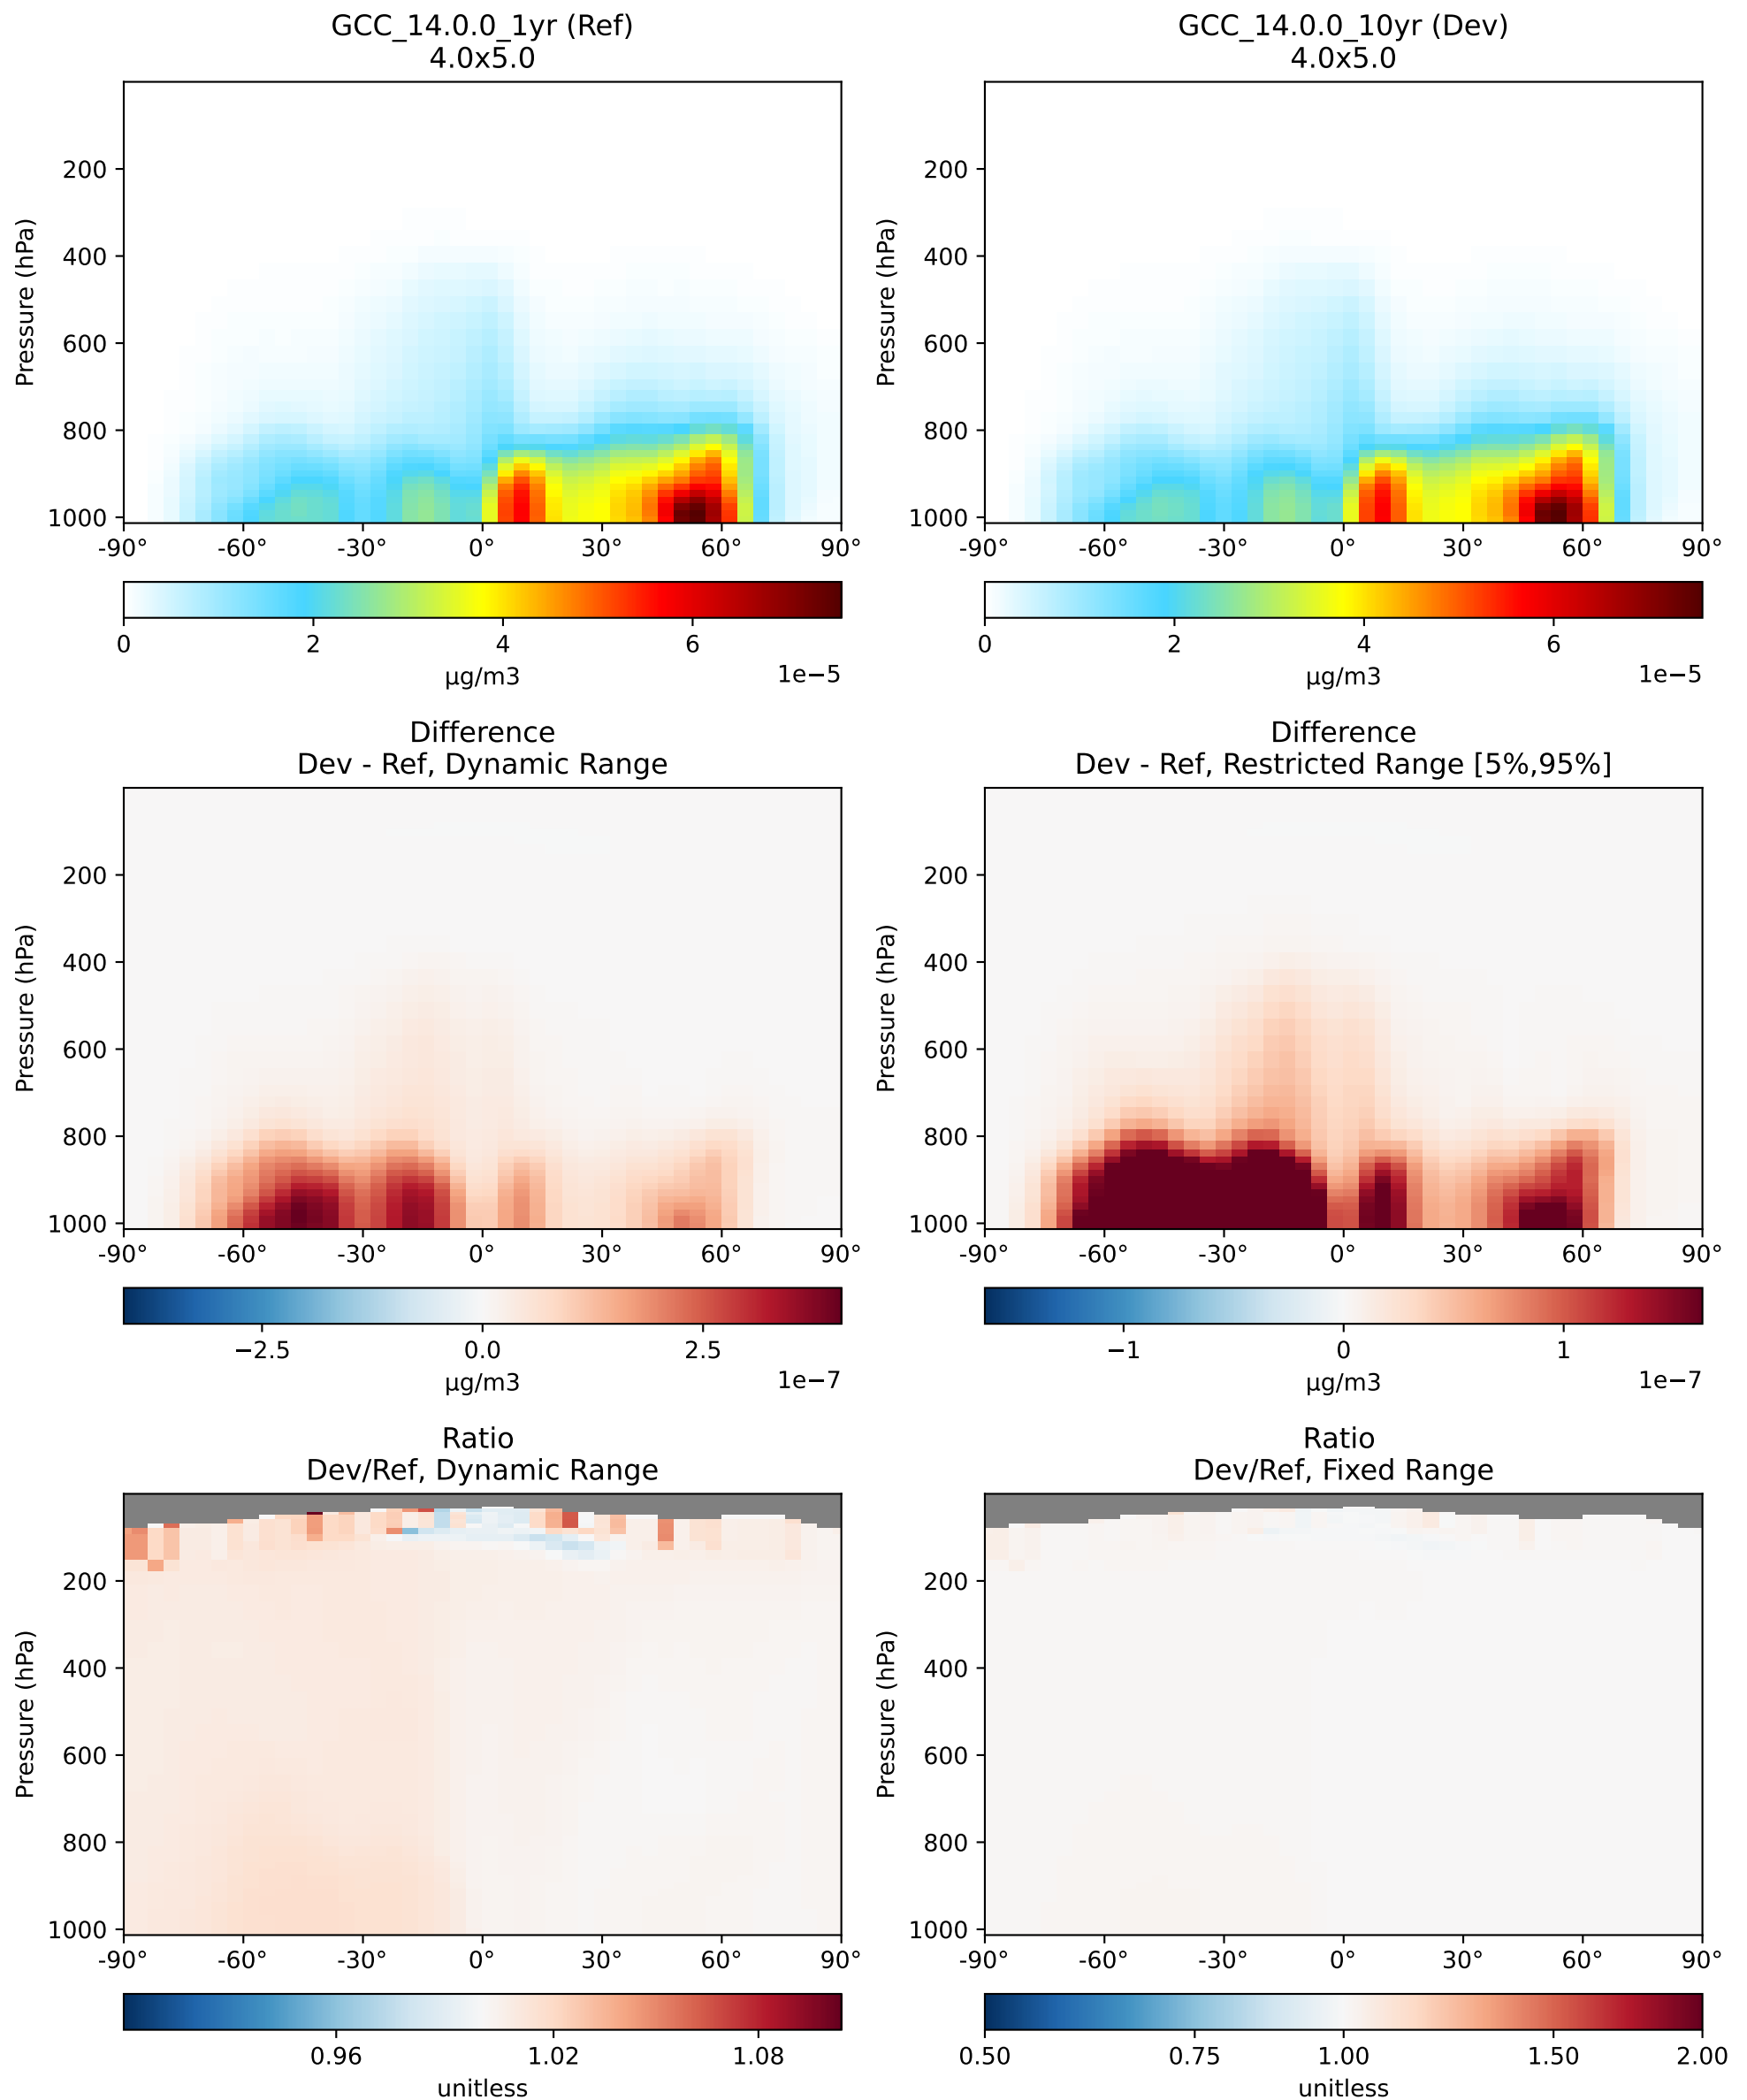 GCC_14.0.0_1yr (Ref)
4.0x5.0
Pressure (hPa)
200
400
600
800
1000
-90° -60° -30° 0° 30° 60° 90°
0 2 4 6
µg/m3
1e−5
GCC_14.0.0_10yr (Dev)
4.0x5.0
Pressure (hPa)
200
400
600
800
1000
-90° -60° -30° 0° 30° 60° 90°
0 2 4 6
µg/m3
1e−5
Difference
Dev - Ref, Dynamic Range
Pressure (hPa)
200
400
600
800
1000
-90° -60° -30° 0° 30° 60° 90°
−2.5 0.0 2.5
µg/m3
1e−7
Difference
Dev - Ref, Restricted Range [5%,95%]
Pressure (hPa)
200
400
600
800
1000
-90° -60° -30° 0° 30° 60° 90°
−1 0 1
µg/m3
1e−7
Ratio
Dev/Ref, Dynamic Range
Pressure (hPa)
200
400
600
800
1000
-90° -60° -30° 0° 30° 60° 90°
0.96 1.02 1.08
unitless
Ratio
Dev/Ref, Fixed Range
Pressure (hPa)
200
400
600
800
1000
-90° -60° -30° 0° 30° 60° 90°
0.50 0.75 1.00 1.50 2.00
unitless